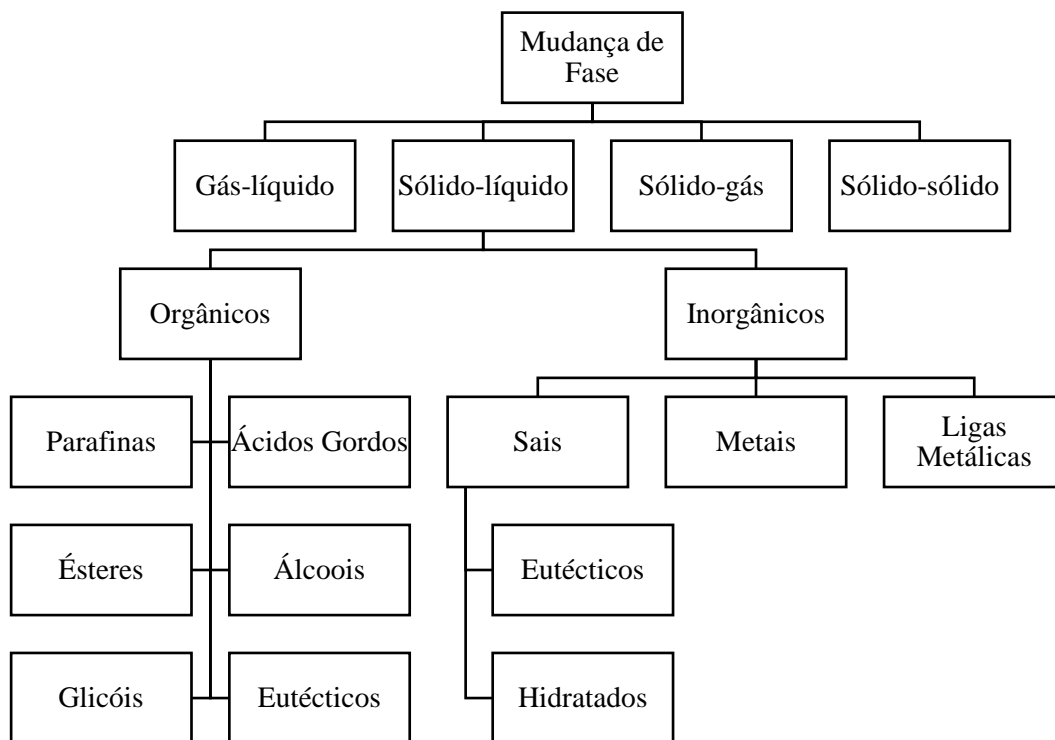 Mudança de
Fase
Gás-líquido
Sólido-líquido
Sólido-gás
Sólido-sólido
Orgânicos
Inorgânicos
Parafinas
Ácidos Gordos
Sais
Metais
Ligas
Metálicas
Ésteres
Álcoois
Eutécticos
Glicóis
Eutécticos
Hidratados